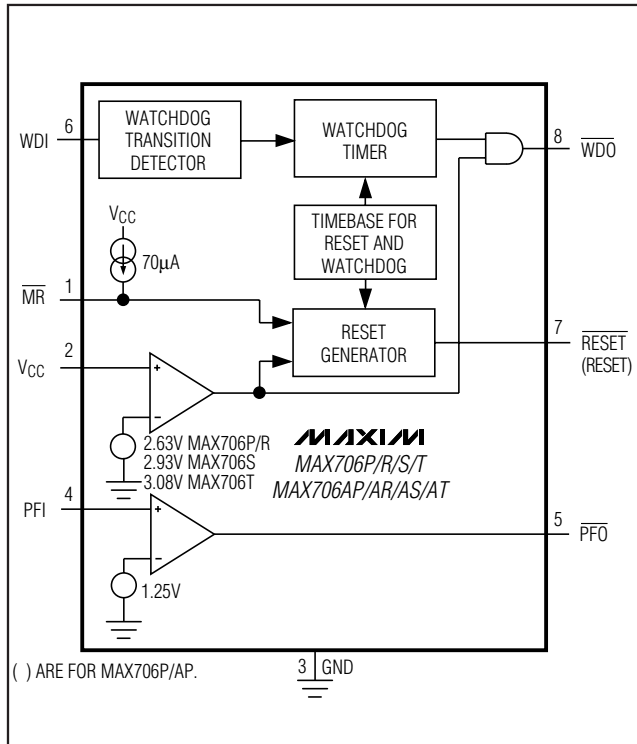 WATCHDOG
TRANSITION
DETECTOR
WATCHDOG
TIMER
6
WDI
8
WDO
VCC
70µA
TIMEBASE FOR
RESET AND
WATCHDOG
1
MR
RESET
GENERATOR
7
RESET
(RESET)
2
VCC
+
−
2.63V MAX706P/R
2.93V MAX706S
3.08V MAX706T
MAXIM
MAX706P/R/S/T
MAX706AP/AR/AS/AT
4
PFI
+
−
5
PFO
1.25V
3 GND
( ) ARE FOR MAX706P/AP.